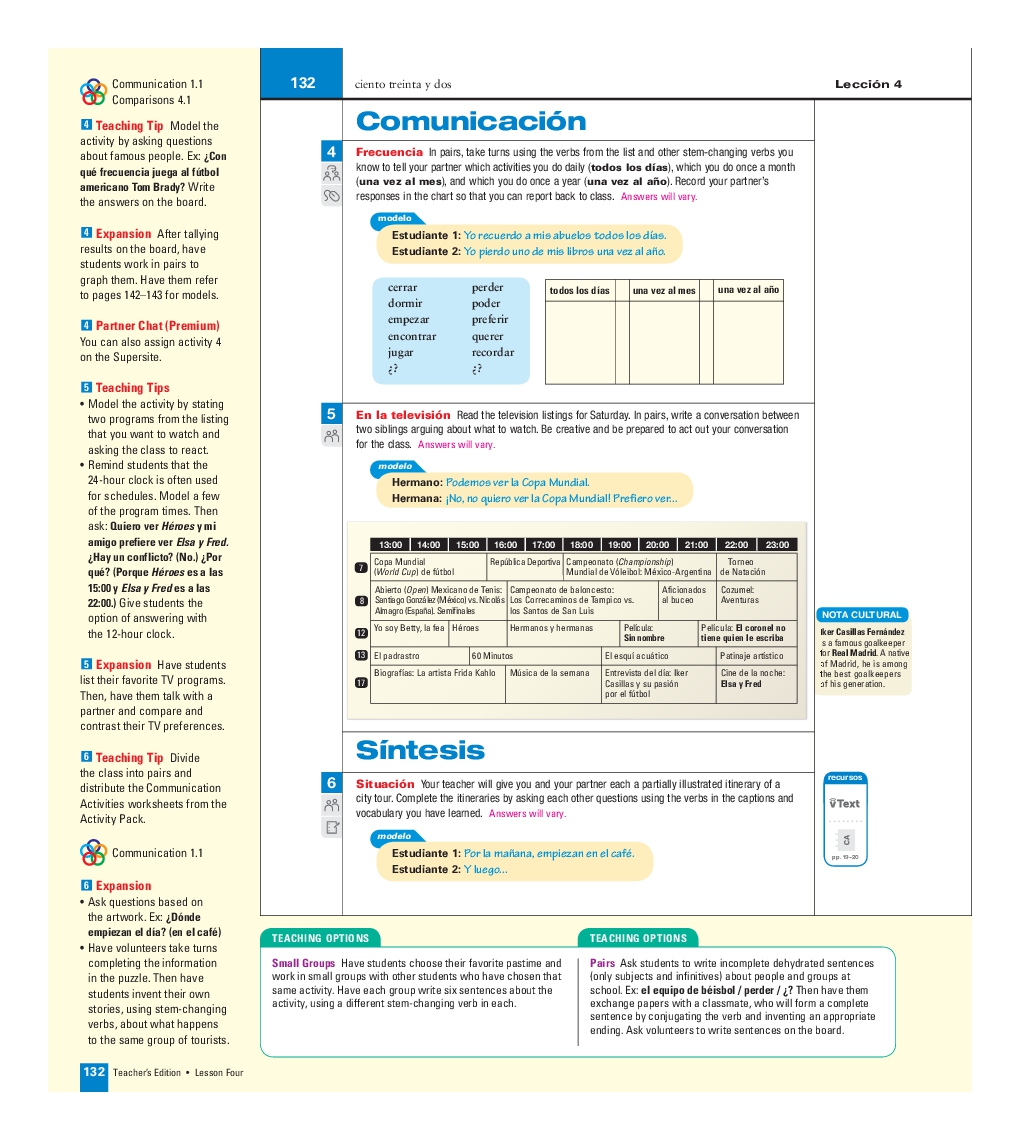 Communication 1.1
Comparisons 4.1
4 Teaching Tip Model the
activity by asking questions
about famous people. Ex: ¿Con
qué frecuencia juega al fútbol
americano Tom Brady? Write
the answers on the board.
4 Expansion After tallying
results on the board, have
students work in pairs to
graph them. Have them refer
to pages 142–143 for models.
4 Partner Chat (Premium)
You can also assign activity 4
on the Supersite.
5 Teaching Tips
• Model the activity by stating
two programs from the listing
that you want to watch and
asking the class to react.
• Remind students that the
24-hour clock is often used
for schedules. Model a few
of the program times. Then
ask: Quiero ver Héroes y mi
amigo prefiere ver Elsa y Fred.
¿Hay un conflicto? (No.) ¿Por
qué? (Porque Héroes es a las
15:00 y Elsa y Fred es a las
22:00.) Give students the
option of answering with
the 12-hour clock.
5 Expansion Have students
list their favorite TV programs.
Then, have them talk with a
partner and compare and
contrast their TV preferences.
6 Teaching Tip Divide
the class into pairs and
distribute the Communication
Activities worksheets from the
Activity Pack.
Communication 1.1
6 Expansion
• Ask questions based on
the artwork. Ex: ¿Dónde
empiezan el día? (en el café)
• Have volunteers take turns
completing the information
in the puzzle. Then have
students invent their own
stories, using stem-changing
verbs, about what happens
to the same group of tourists.
132 Teacher's Edition • Lesson Four
132 ciento treinta y dos Lección 4
Comunicación
4 Frecuencia In pairs, take turns using the verbs from the list and other stem-changing verbs you
know to tell your partner which activities you do daily (todos los días), which you do once a month
(una vez al mes), and which you do once a year (una vez al año). Record your partner's
responses in the chart so that you can report back to class. Answers will vary.
modelo
Estudiante 1: Yo recuerdo a mis abuelos todos los días.
Estudiante 2: Yo pierdo uno de mis libros una vez al año.
cerrar perder
dormir poder
empezar preferir
encontrar querer
jugar recordar
¿? ¿?
todos los días una vez al mes una vez al año
5 En la televisión Read the television listings for Saturday. In pairs, write a conversation between
two siblings arguing about what to watch. Be creative and be prepared to act out your conversation
for the class. Answers will vary.
modelo
Hermano: Podemos ver la Copa Mundial.
Hermana: ¡No, no quiero ver la Copa Mundial! Prefiero ver...
13:00 14:00 15:00 16:00 17:00 18:00 19:00 20:00 21:00 22:00 23:00
7 Copa Mundial República Deportiva Campeonato (Championship) Torneo
(World Cup) de fútbol Mundial de Vóleibol: México-Argentina de Natación
8 Abierto (Open) Mexicano de Tenis: Campeonato de baloncesto: Aficionados Cozumel:
Santiago González (México) vs. Nicolás Los Correcaminos de Tampico vs. al buceo Aventuras
Almagro (España). Semifinales los Santos de San Luis
12 Yo soy Betty, la fea Héroes Hermanos y hermanas Película: Película: El coronel no
Sin nombre tiene quien le escriba
13 El padrastro 60 Minutos El esquí acuático Patinaje artístico
17 Biografías: La artista Frida Kahlo Música de la semana Entrevista del día: Iker Cine de la noche:
Casillas y su pasión Elsa y Fred
por el fútbol
NOTA CULTURAL
Iker Casillas Fernández
is a famous goalkeeper
for Real Madrid. A native
of Madrid, he is among
the best goalkeepers
of his generation.
Síntesis
6 Situación Your teacher will give you and your partner each a partially illustrated itinerary of a
city tour. Complete the itineraries by asking each other questions using the verbs in the captions and
vocabulary you have learned. Answers will vary.
modelo
Estudiante 1: Por la mañana, empiezan en el café.
Estudiante 2: Y luego...
recursos
vText
CA
pp. 19–20
TEACHING OPTIONS
Small Groups Have students choose their favorite pastime and
work in small groups with other students who have chosen that
same activity. Have each group write six sentences about the
activity, using a different stem-changing verb in each.
TEACHING OPTIONS
Pairs Ask students to write incomplete dehydrated sentences
(only subjects and infinitives) about people and groups at
school. Ex: el equipo de béisbol / perder / ¿? Then have them
exchange papers with a classmate, who will form a complete
sentence by conjugating the verb and inventing an appropriate
ending. Ask volunteers to write sentences on the board.